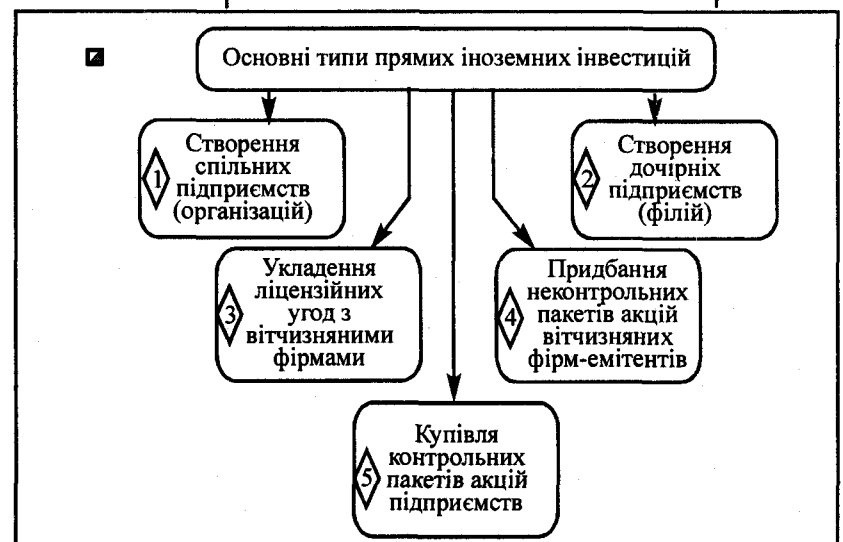 Основні типи прямих іноземних інвестицій
1
Створення
спільних
підприємств
(організацій)
2
Створення
дочірніх
підприємств
(філій)
3
Укладення
ліцензійних
угод з
вітчизняними
фірмами
4
Придбання
неконтрольних
пакетів акцій
вітчизняних
фірм-емітентів
5
Купівля
контрольних
пакетів акцій
підприємств